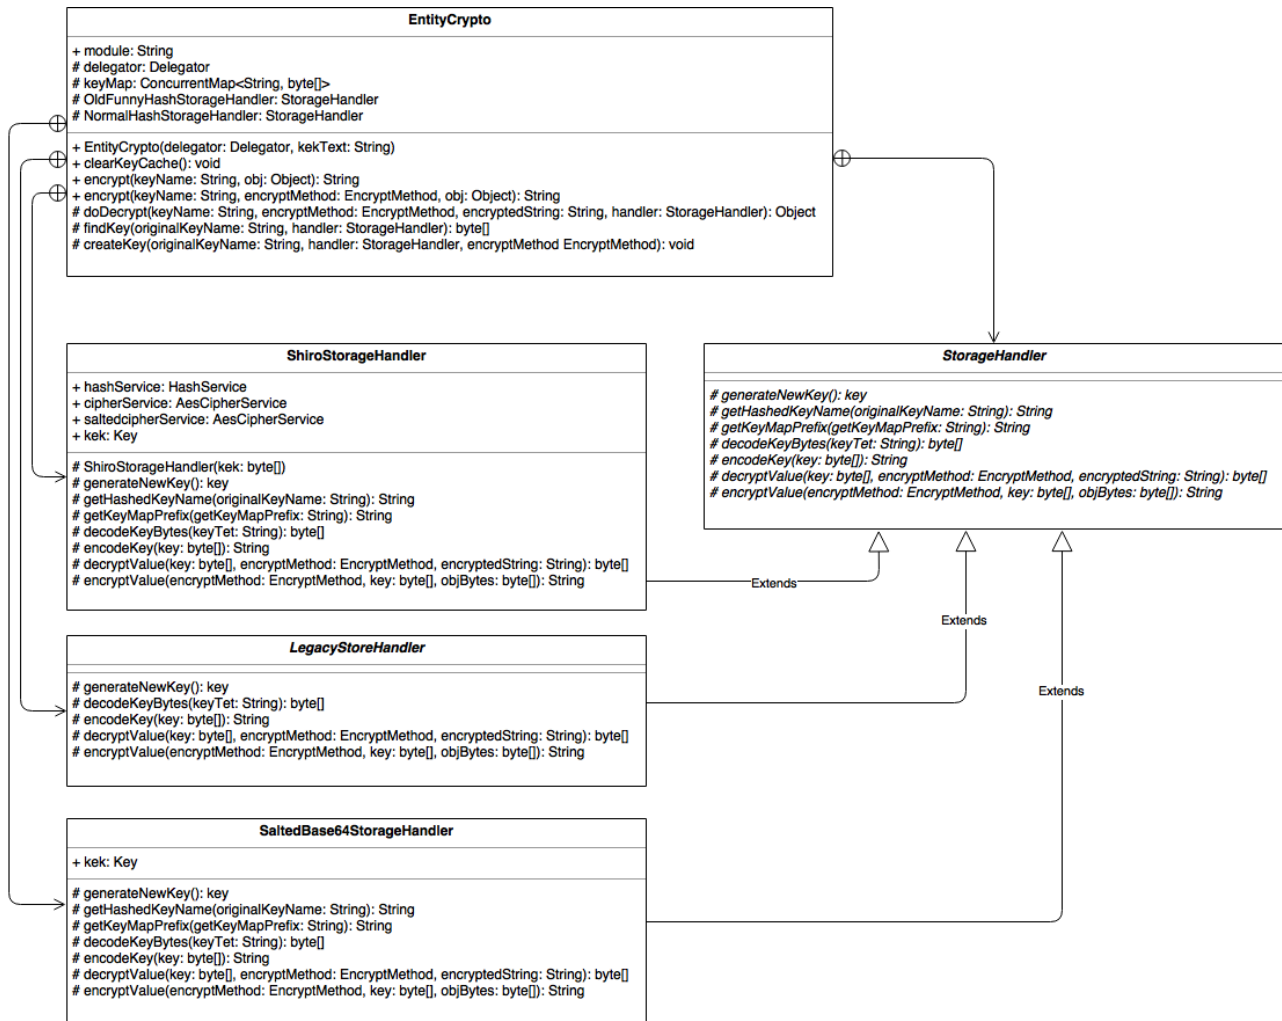 EntityCrypto
+ module: String
# delegator: Delegator
# keyMap: ConcurrentMap<String, byte[]>
# OldFunnyHashStorageHandler: StorageHandler
# NormalHashStorageHandler: StorageHandler
+ EntityCrypto(delegator: Delegator, kekText: String)
+ clearKeyCache(): void
+ encrypt(keyName: String, obj: Object): String
+ encrypt(keyName: String, encryptMethod: EncryptMethod, obj: Object): String
# doDecrypt(keyName: String, encryptMethod: EncryptMethod, encryptedString: String, handler: StorageHandler): Object
# findKey(originalKeyName: String, handler: StorageHandler): byte[]
# createKey(originalKeyName: String, handler: StorageHandler, encryptMethod EncryptMethod): void
ShiroStorageHandler
+ hashService: HashService
+ cipherService: AesCipherService
+ saltedcipherService: AesCipherService
+ kek: Key
# ShiroStorageHandler(kek: byte[])
# generateNewKey(): key
# getHashedKeyName(originalKeyName: String): String
# getKeyMapPrefix(getKeyMapPrefix: String): String
# decodeKeyBytes(keyTet: String): byte[]
# encodeKey(key: byte[]): String
# decryptValue(key: byte[], encryptMethod: EncryptMethod, encryptedString: String): byte[]
# encryptValue(encryptMethod: EncryptMethod, key: byte[], objBytes: byte[]): String
StorageHandler
# generateNewKey(): key
# getHashedKeyName(originalKeyName: String): String
# getKeyMapPrefix(getKeyMapPrefix: String): String
# decodeKeyBytes(keyTet: String): byte[]
# encodeKey(key: byte[]): String
# decryptValue(key: byte[], encryptMethod: EncryptMethod, encryptedString: String): byte[]
# encryptValue(encryptMethod: EncryptMethod, key: byte[], objBytes: byte[]): String
Extends
Extends
Extends
LegacyStoreHandler
# generateNewKey(): key
# decodeKeyBytes(keyTet: String): byte[]
# encodeKey(key: byte[]): String
# decryptValue(key: byte[], encryptMethod: EncryptMethod, encryptedString: String): byte[]
# encryptValue(encryptMethod: EncryptMethod, key: byte[], objBytes: byte[]): String
SaltedBase64StorageHandler
+ kek: Key
# generateNewKey(): key
# getHashedKeyName(originalKeyName: String): String
# getKeyMapPrefix(getKeyMapPrefix: String): String
# decodeKeyBytes(keyTet: String): byte[]
# encodeKey(key: byte[]): String
# decryptValue(key: byte[], encryptMethod: EncryptMethod, encryptedString: String): byte[]
# encryptValue(encryptMethod: EncryptMethod, key: byte[], objBytes: byte[]): String